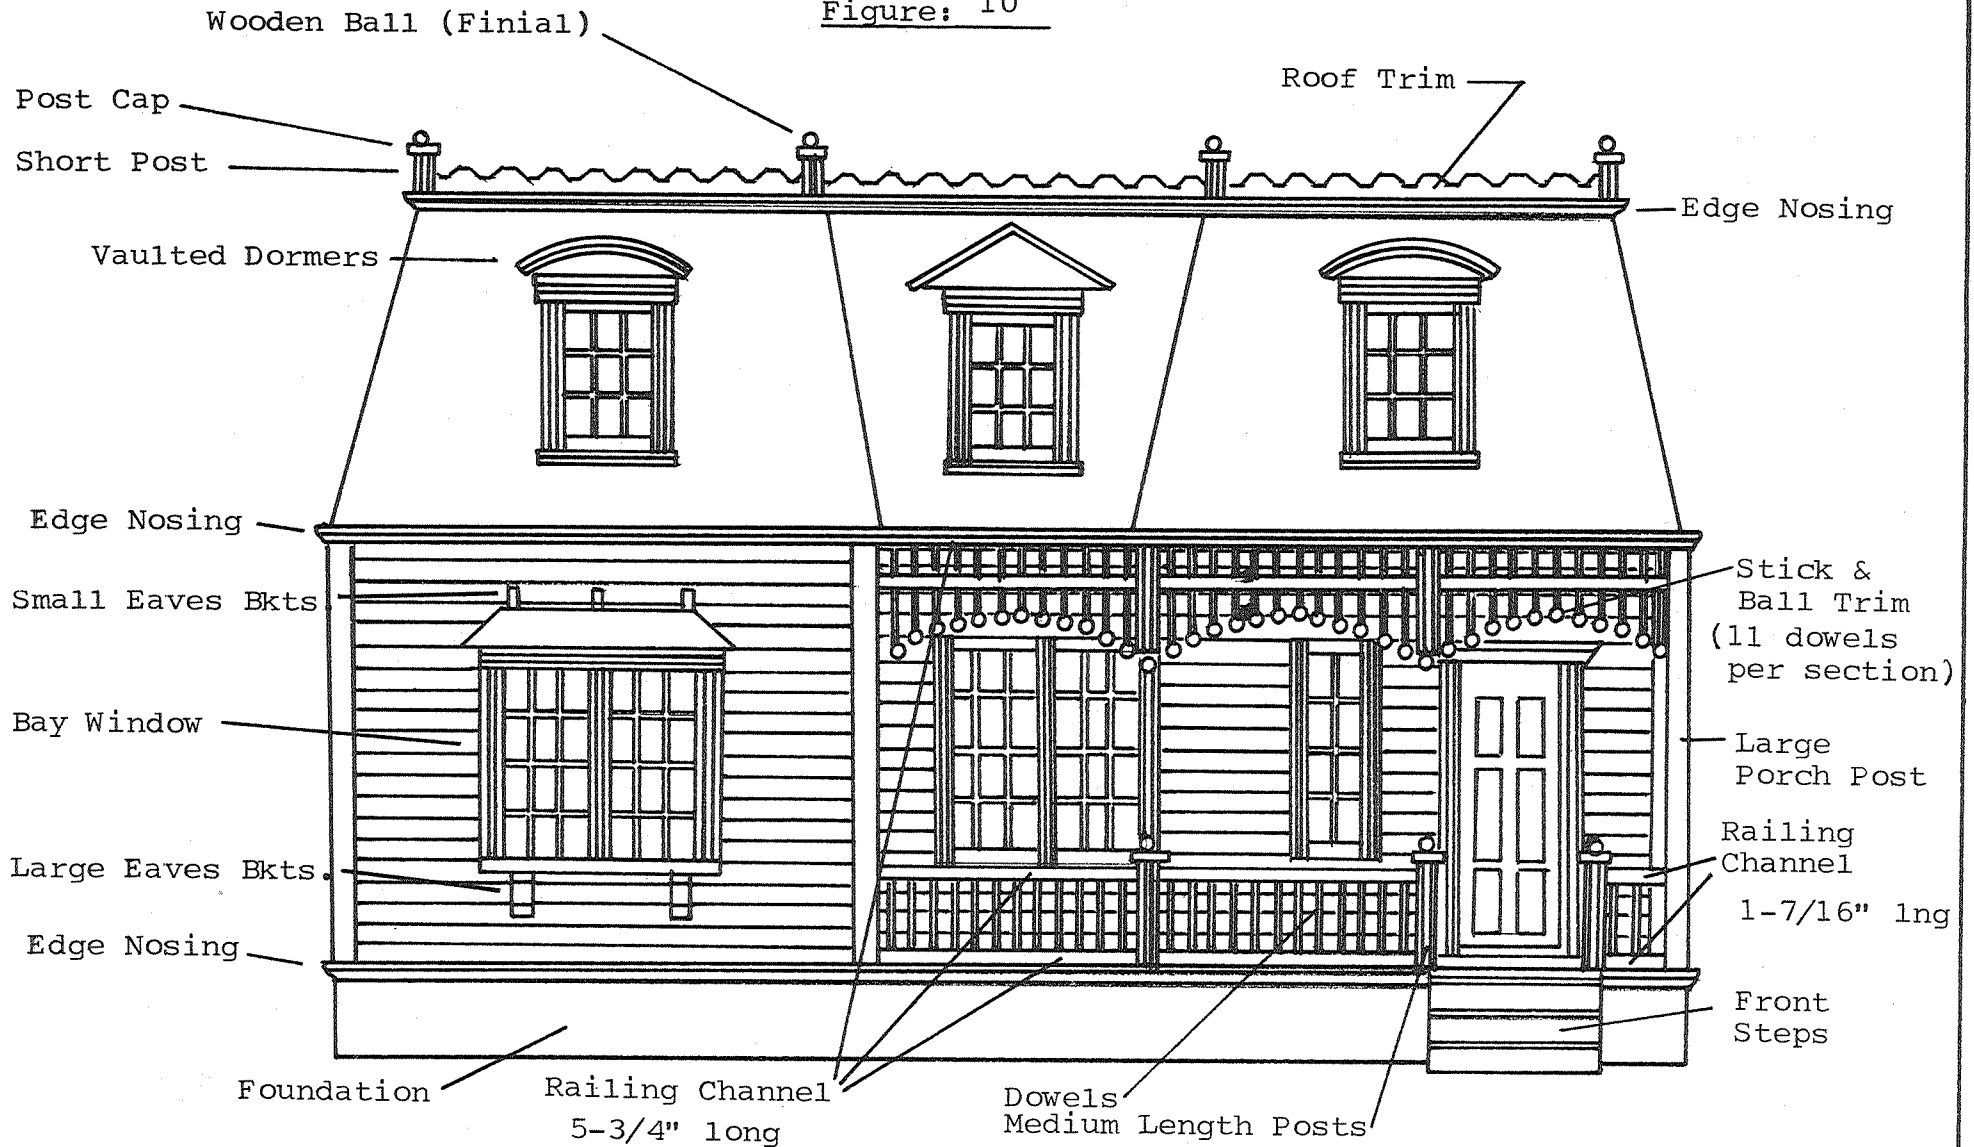 Figure: 10
Wooden Ball (Finial)
Roof Trim
Post Cap
Short Post
Edge Nosing
Vaulted Dormers
Edge Nosing
Small Eaves Bkts
Stick &
Ball Trim
(11 dowels
per section)
Bay Window
Large
Porch Post
Railing
Channel
1-7/16" lng
Large Eaves Bkts.
Edge Nosing
Front
Steps
Foundation
Railing Channel
5-3/4" long
Dowels
Medium Length Posts